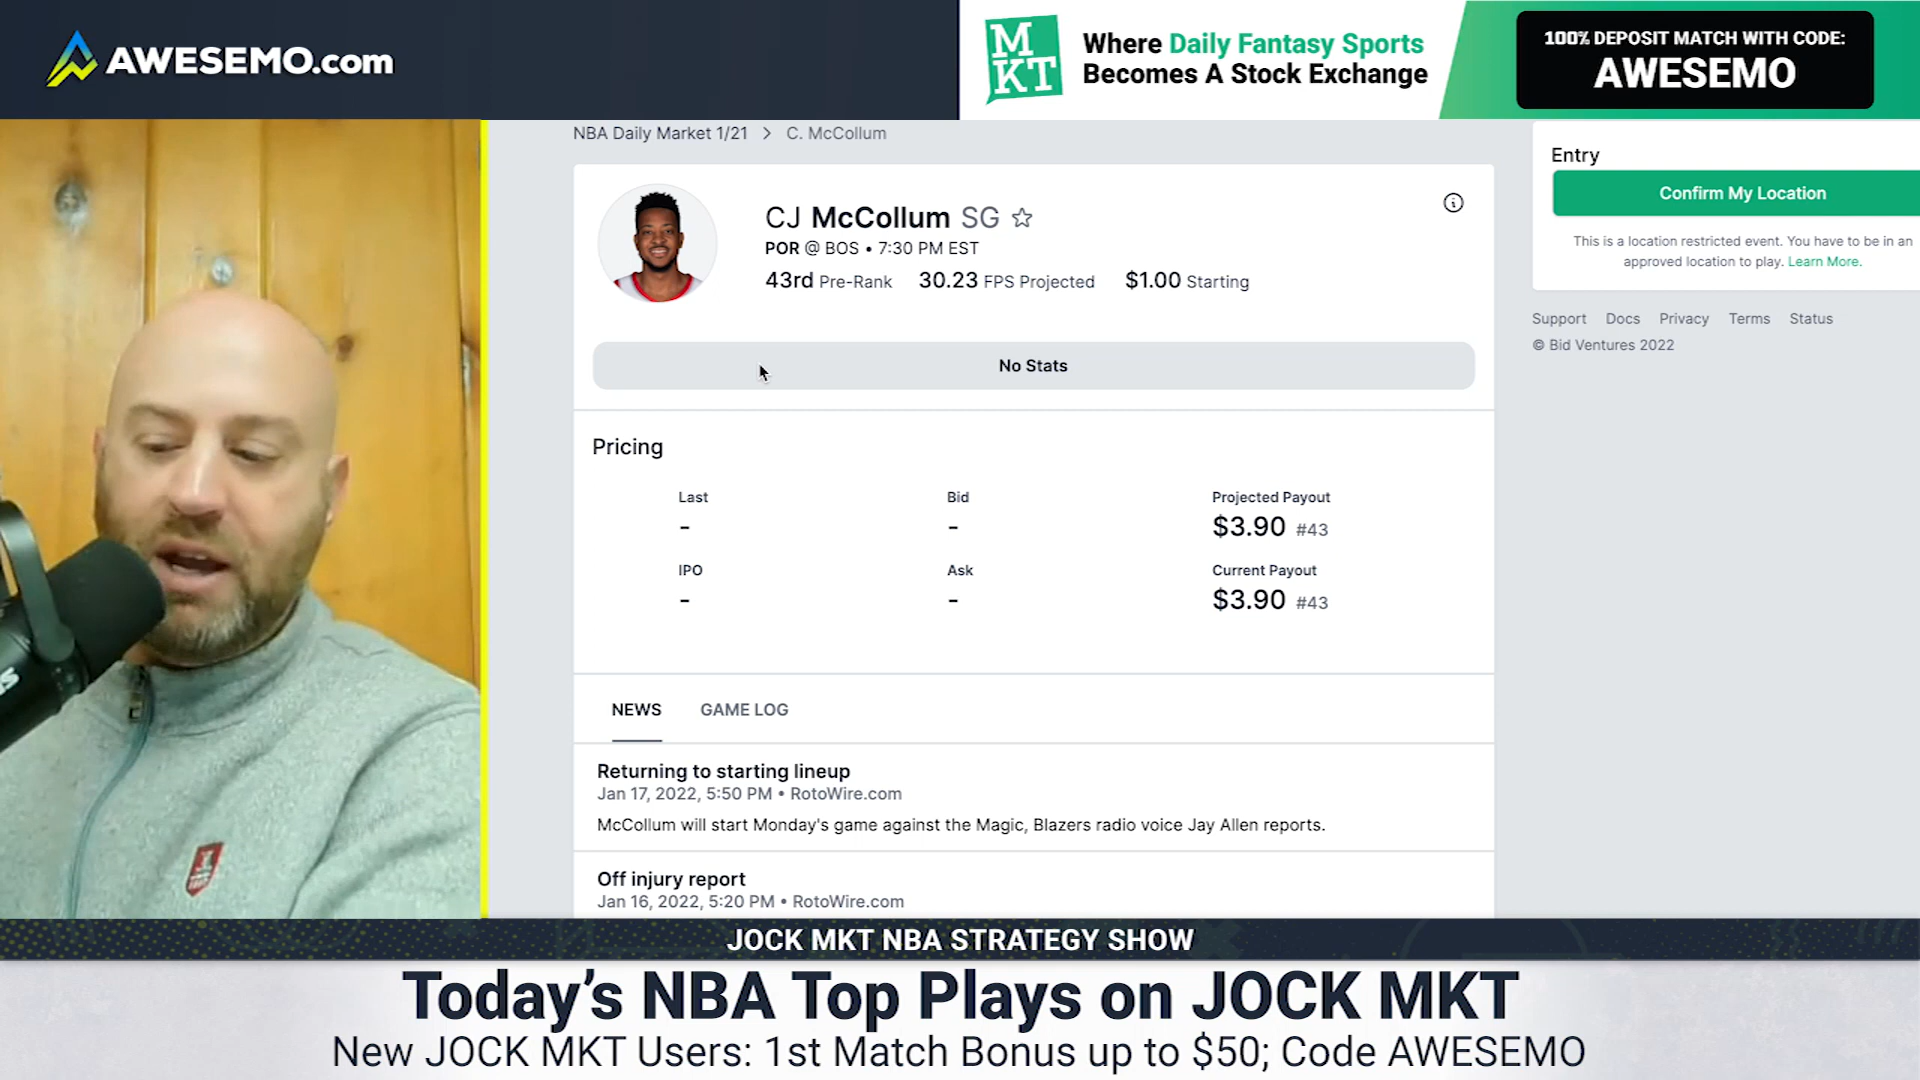 AWESEMO.com
MKT
Where Daily Fantasy Sports
Becomes A Stock Exchange
100% DEPOSIT MATCH WITH CODE:
AWESEMO
NBA Daily Market 1/21 > C. McCollum
CJ McCollum SG
POR @ BOS • 7:30 PM EST
43rd Pre-Rank 30.23 FPS Projected $1.00 Starting
No Stats
Pricing
Last Bid Projected Payout
- - $3.90 #43
IPO Ask Current Payout
- - $3.90 #43
NEWS GAME LOG
Returning to starting lineup
Jan 17, 2022, 5:50 PM • RotoWire.com
McCollum will start Monday's game against the Magic, Blazers radio voice Jay Allen reports.
Off injury report
Jan 16, 2022, 5:20 PM • RotoWire.com
Entry
Confirm My Location
This is a location restricted event. You have to be in an
approved location to play. Learn More.
Support Docs Privacy Terms Status
© Bid Ventures 2022
JOCK MKT NBA STRATEGY SHOW
Today’s NBA Top Plays on JOCK MKT
New JOCK MKT Users: 1st Match Bonus up to $50; Code AWESEMO